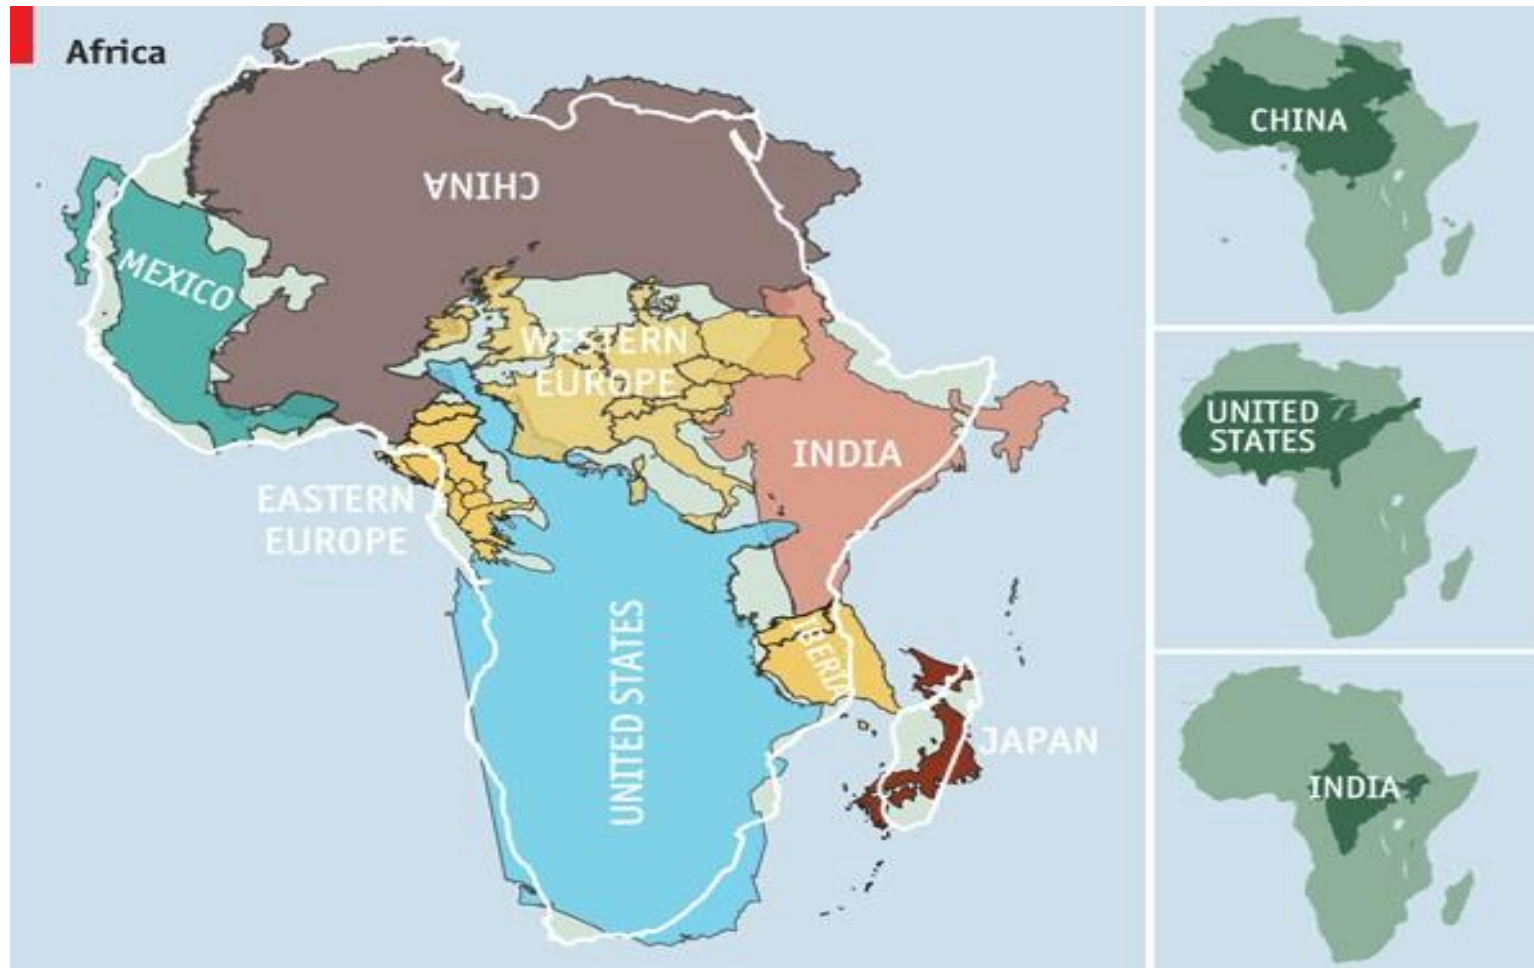 Africa
CHINA
MEXICO
WESTERN
EUROPE
INDIA
EASTERN
EUROPE
UNITED STATES
IBERIA
JAPAN
CHINA
UNITED
STATES
INDIA